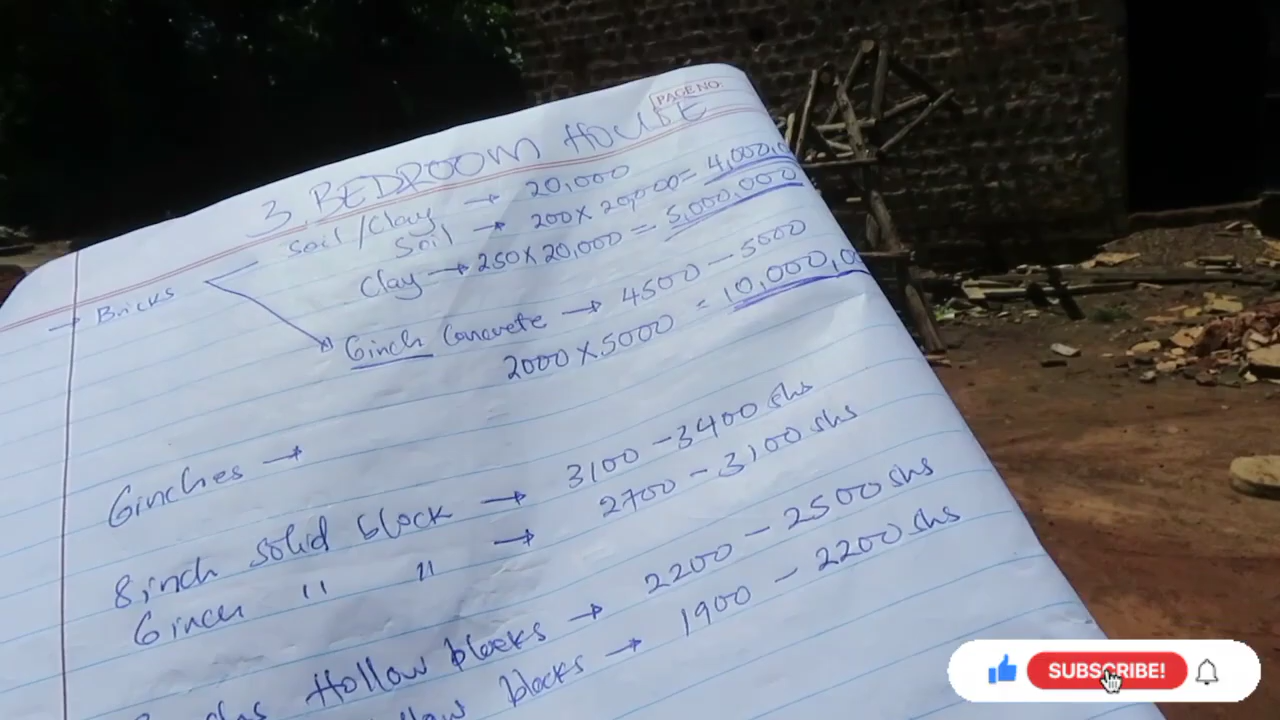 PAGE NO:
3. BEDROOM HOUSE
Soil/Clay → 20,000
Soil → 200 x 20,000 = 4,000,0
Clay → 250 x 20,000 = 5,000,000
→ Bricks
6inch Concrete → 4500 - 5000
2000 x 5000 = 10,000,00
6inches →
8inch solid block → 3100 - 3400 shs
6inch " " → 2700 - 3100 shs
Hollow blocks → 2200 - 2500 shs
blocks → 1900 - 2200 shs
SUBSCRIBE!